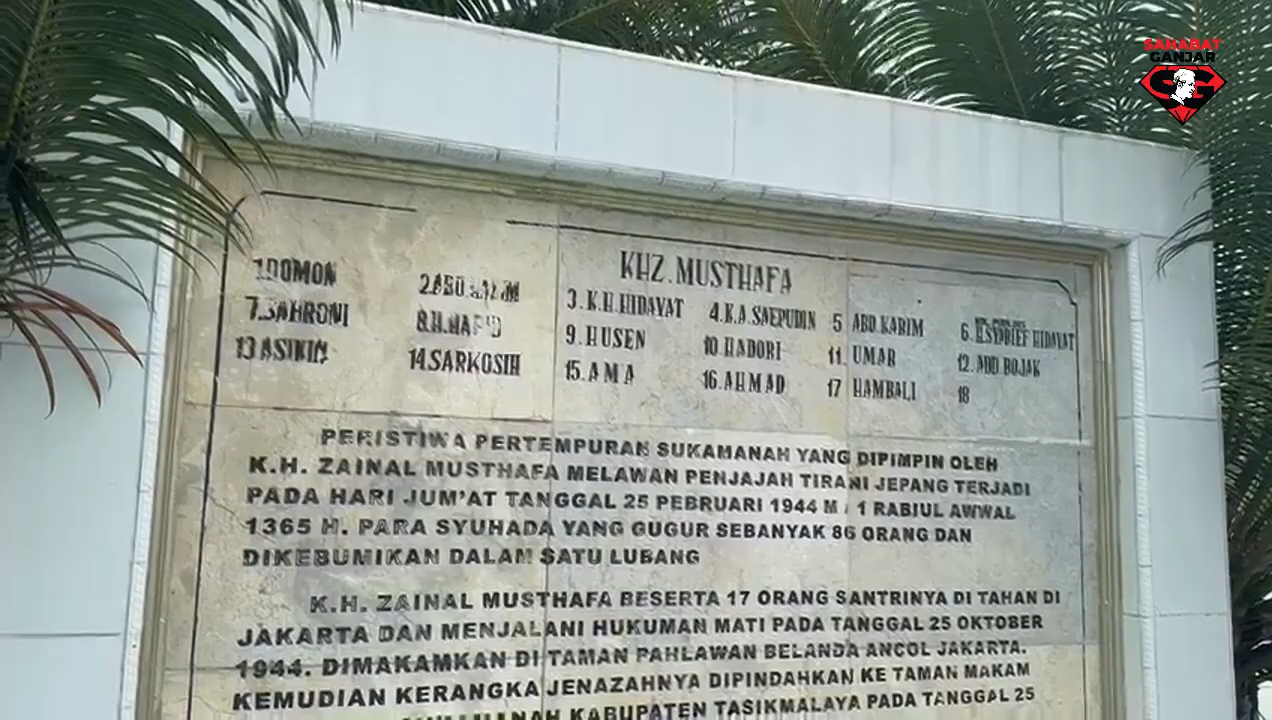 SAHABAT
GANJAR
KHZ. MUSTHAFA
1.DOMON 2.ABD. 3. K.H. HIDAYAT 4. K.A. SAEPUDIN 5 ABD. KARIM 6. H.SYARIEF HIDAYAT
7.SAHRONI 8.H. 9. HUSEN 10. HADORI 11. UMAR 12. ABD. ROJAK
13 ASIKIN 14.SARKOSIH 15. AMA 16. AHMAD 17 HAMBALI 18
PERISTIWA PERTEMPURAN SUKAMANAH YANG DIPIMPIN OLEH
K.H. ZAINAL MUSTHAFA MELAWAN PENJAJAH TIRANI JEPANG TERJADI
PADA HARI JUM'AT TANGGAL 25 PEBRUARI 1944 M / 1 RABIUL AWWAL
1365 H. PARA SYUHADA YANG GUGUR SEBANYAK 86 ORANG DAN
DIKEBUMIKAN DALAM SATU LUBANG
K.H. ZAINAL MUSTHAFA BESERTA 17 ORANG SANTRINYA DI TAHAN DI
JAKARTA DAN MENJALANI HUKUMAN MATI PADA TANGGAL 25 OKTOBER
1944. DIMAKAMKAN DI TAMAN PAHLAWAN BELANDA ANCOL JAKARTA.
KEMUDIAN KERANGKA JENAZAHNYA DIPINDAHKAN KE TAMAN MAKAM
KABUPATEN TASIKMALAYA PADA TANGGAL 25